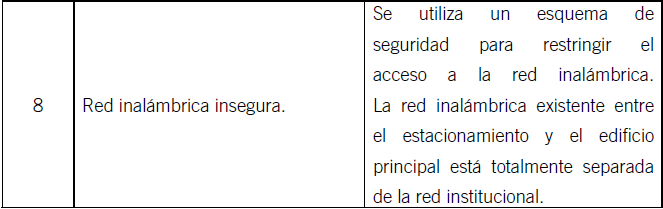 8
Red inalámbrica insegura.
Se utiliza un esquema de
seguridad para restringir el
acceso a la red inalámbrica.
La red inalámbrica existente entre
el estacionamiento y el edificio
principal está totalmente separada
de la red institucional.